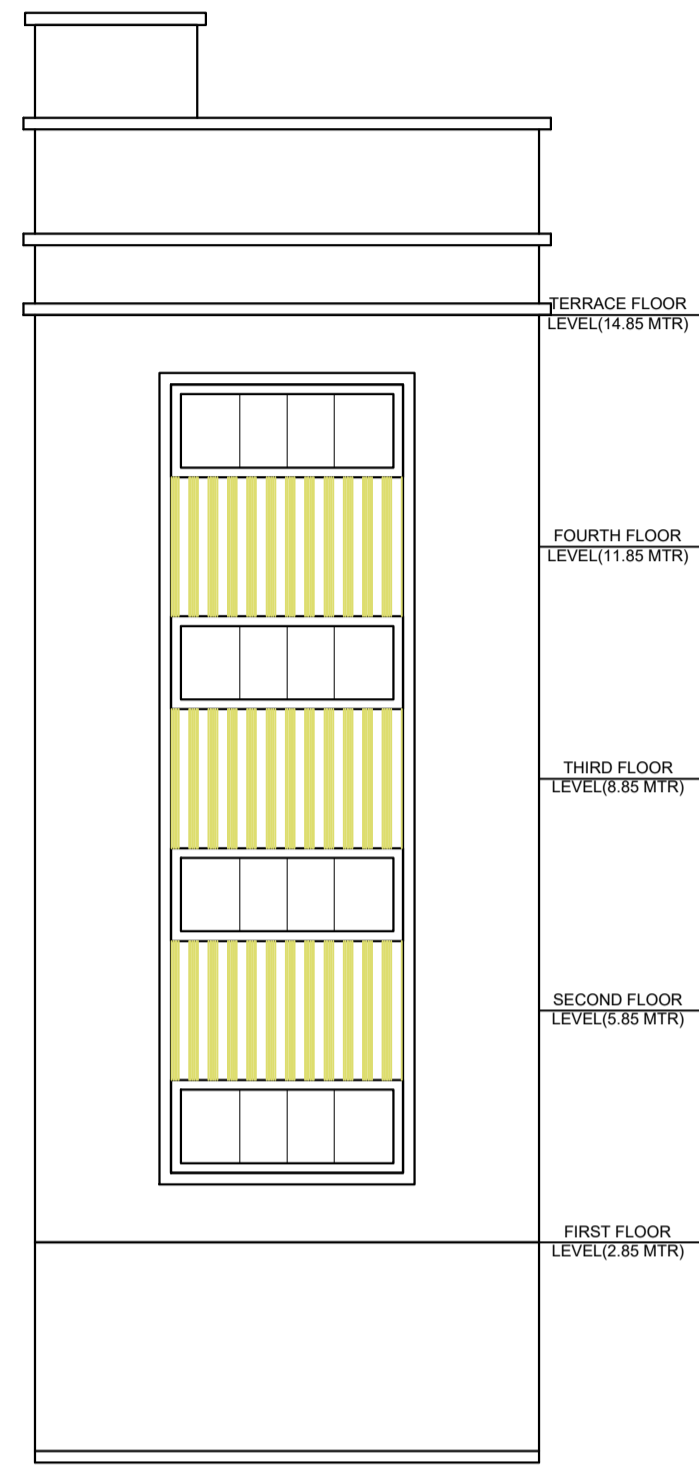 TERRACE FLOOR
LEVEL(14.85 MTR)
FOURTH FLOOR
LEVEL(11.85 MTR)
THIRD FLOOR
LEVEL(8.85 MTR)
SECOND FLOOR
LEVEL(5.85 MTR)
FIRST FLOOR
LEVEL(2.85 MTR)